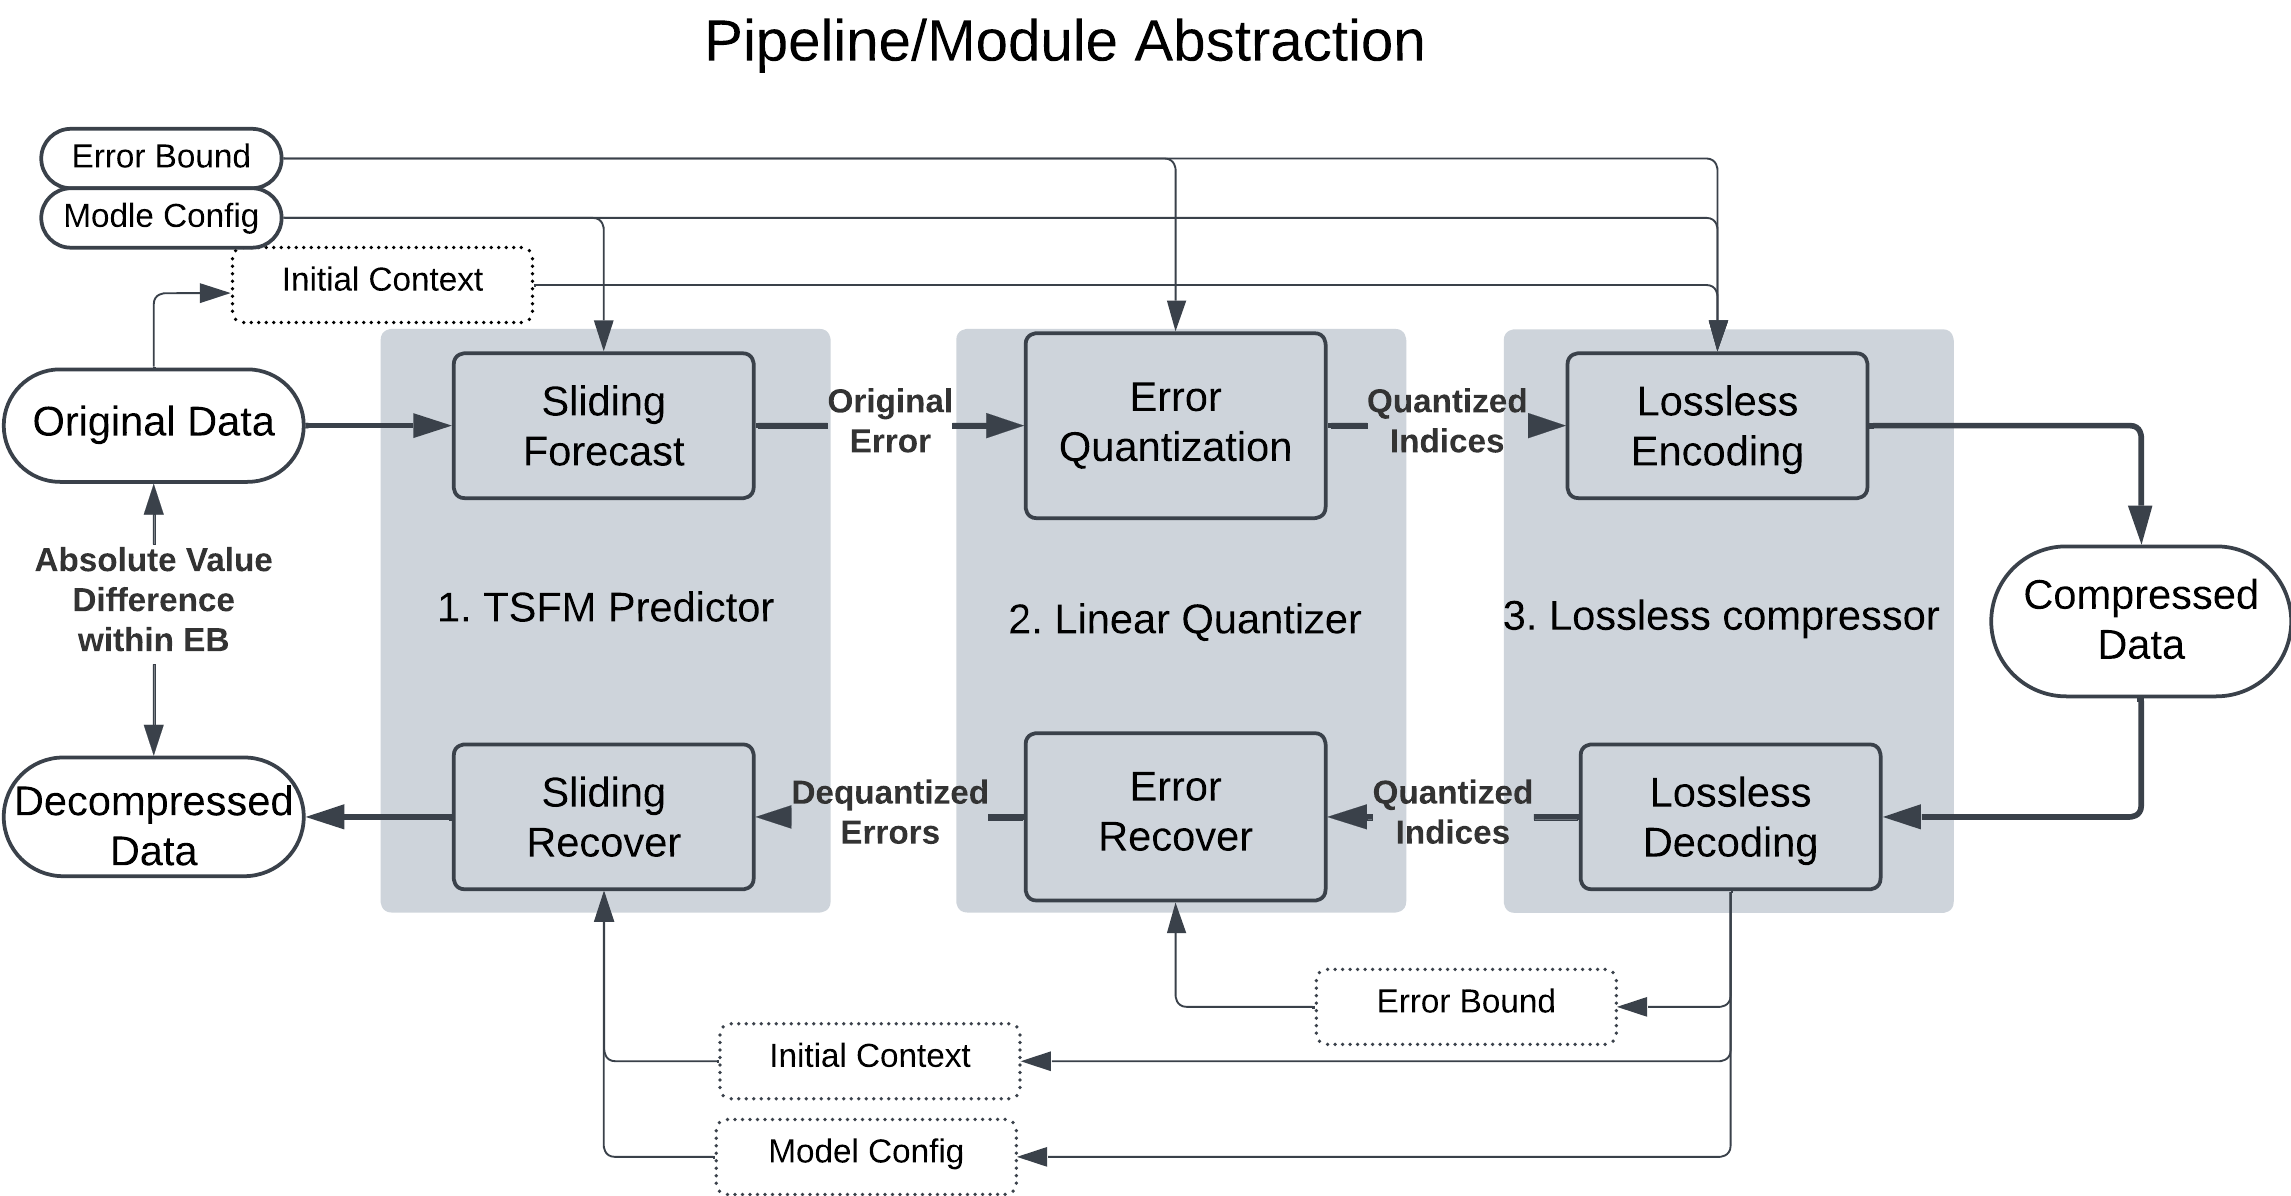 Pipeline/Module Abstraction
Error Bound
Modle Config
Initial Context
Original Data
Sliding
Forecast
Original
Error
Error
Quantization
Quantized
Indices
Lossless
Encoding
Absolute Value
Difference
within EB
1. TSFM Predictor
2. Linear Quantizer
3. Lossless compressor
Compressed
Data
Decompressed
Data
Sliding
Recover
Dequantized
Errors
Error
Recover
Quantized
Indices
Lossless
Decoding
Error Bound
Initial Context
Model Config